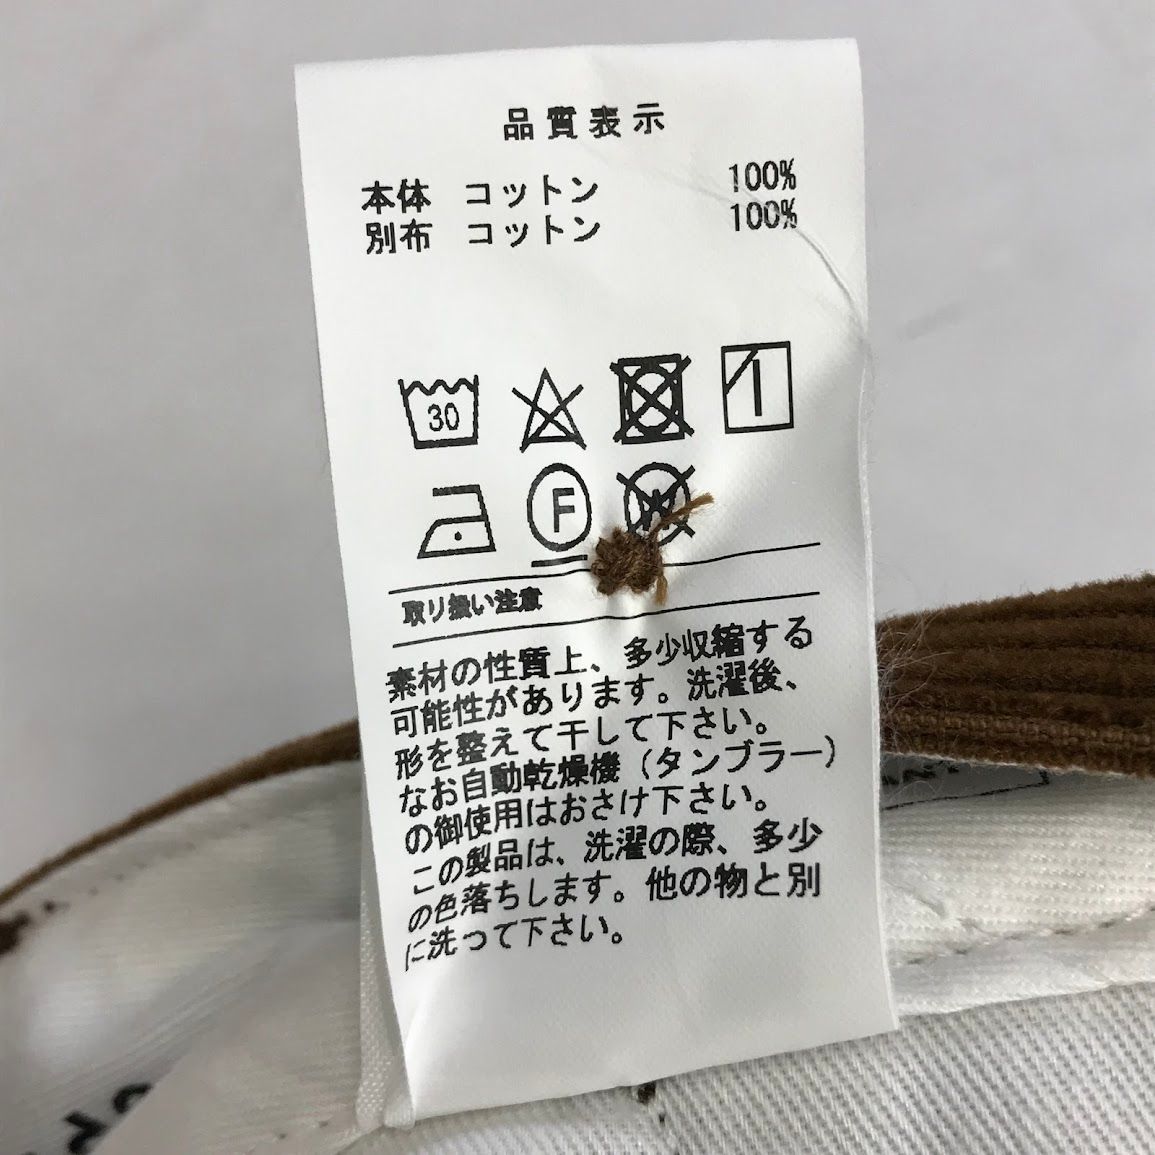 品質表示
本体 コットン 100%
別布 コットン 100%
30
F
W
取り扱い注意
素材の性質上、多少収縮する
可能性があります。洗濯後、
形を整えて干して下さい。
なお自動乾燥機（タンブラー）
の御使用はおさけ下さい。
この製品は、洗濯の際、多少
の色落ちします。他の物と別
に洗つて下さい。